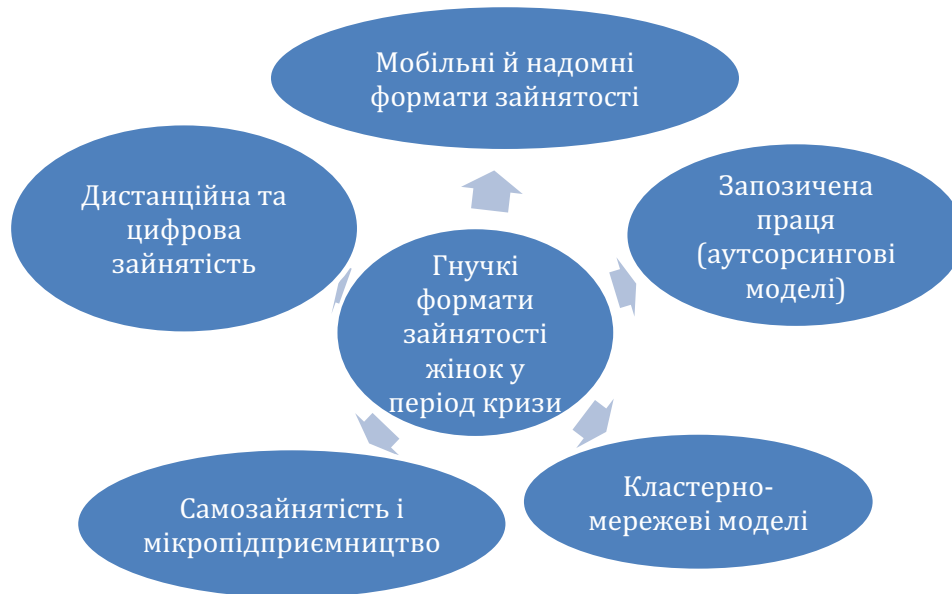 Мобільні й надомні
формати зайнятості
Дистанційна та
цифрова
зайнятість
Запозичена
праця
(аутсорсингові
моделі)
Гнучкі
формати
зайнятості
жінок у
період кризи
Самозайнятість і
мікропідприємництво
Кластерно-
мережеві моделі